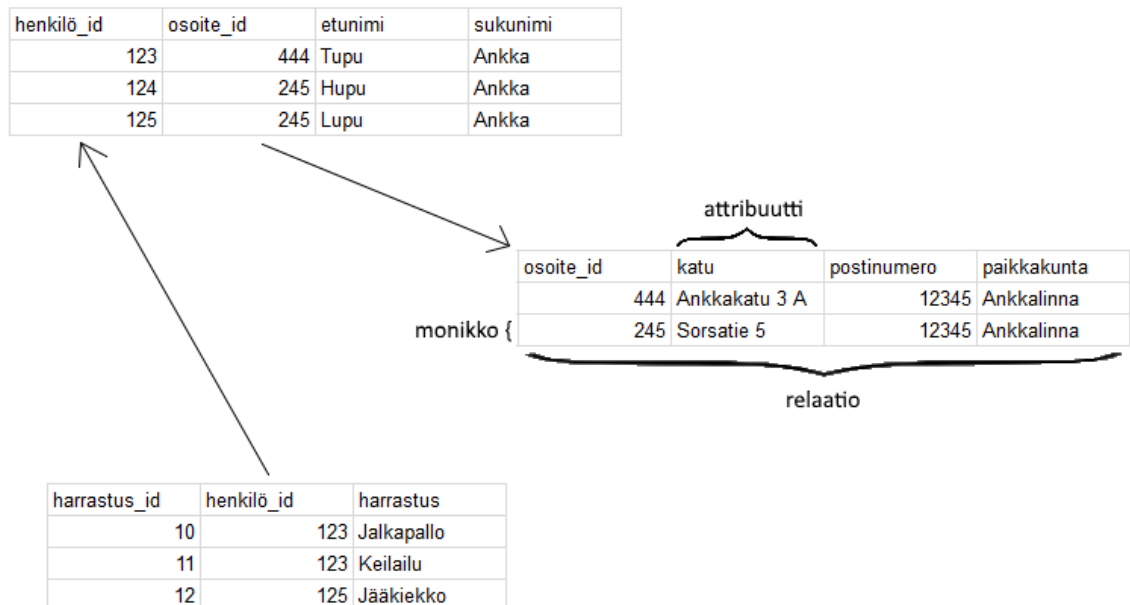 henkilö_id osoite_id etunimi sukunimi
123 444 Tupu Ankka
124 245 Hupu Ankka
125 245 Lupu Ankka
attribuutti
osoite_id katu postinumero paikkakunta
444 Ankkakatu 3 A 12345 Ankkalinna
monikko { 245 Sorsatie 5 12345 Ankkalinna
relaatio
harrastus_id henkilö_id harrastus
10 123 Jalkapallo
11 123 Keilailu
12 125 Jääkiekko